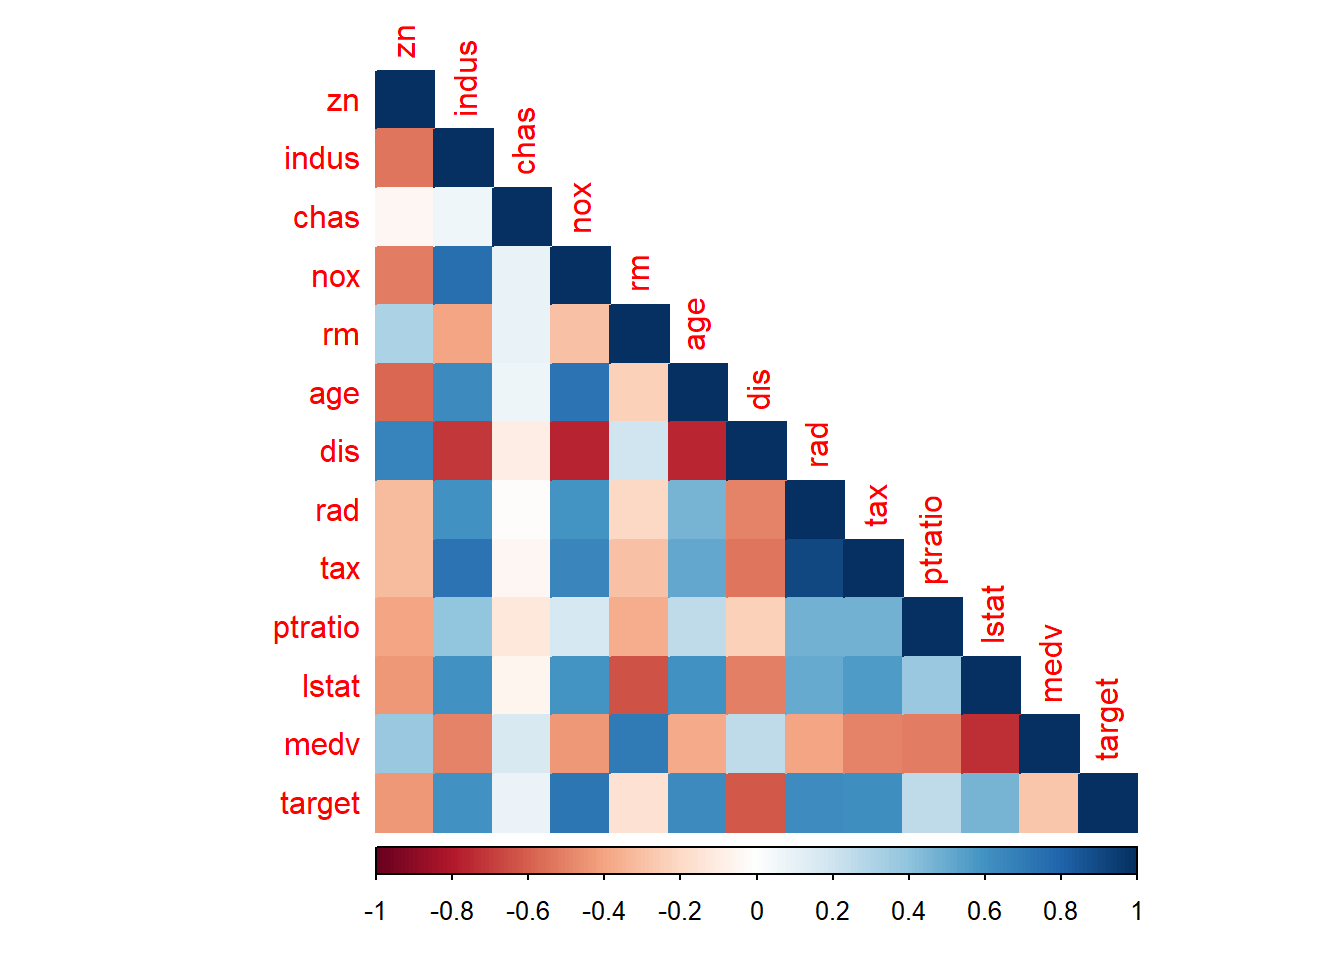 zn
indus
chas
nox
rm
age
dis
rad
tax
ptratio
lstat
medv
target
zn
indus
chas
nox
rm
age
dis
rad
tax
ptratio
lstat
medv
target
-1 -0.8 -0.6 -0.4 -0.2 0 0.2 0.4 0.6 0.8 1